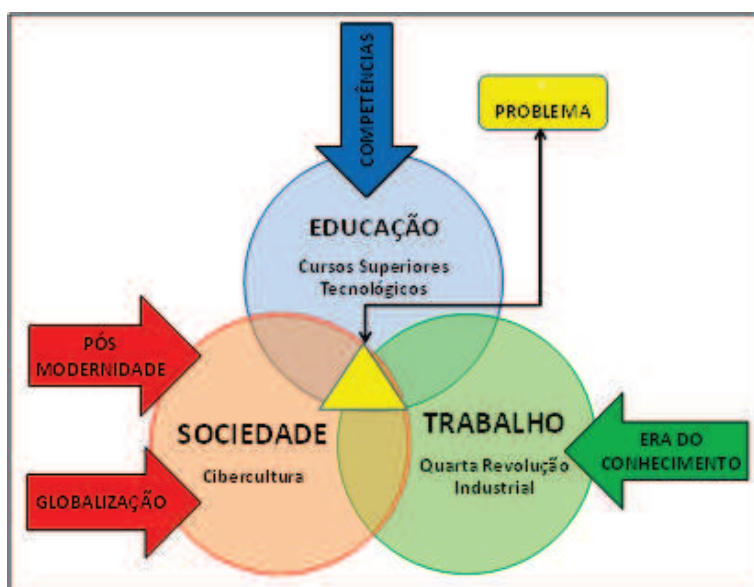 COMPETÊNCIAS
PROBLEMA
EDUCAÇÃO
Cursos Superiores
Tecnológicos
PÓS
MODERNIDADE
SOCIEDADE
Cibercultura
TRABALHO
Quarta Revolução
Industrial
ERA DO
CONHECIMENTO
GLOBALIZAÇÃO